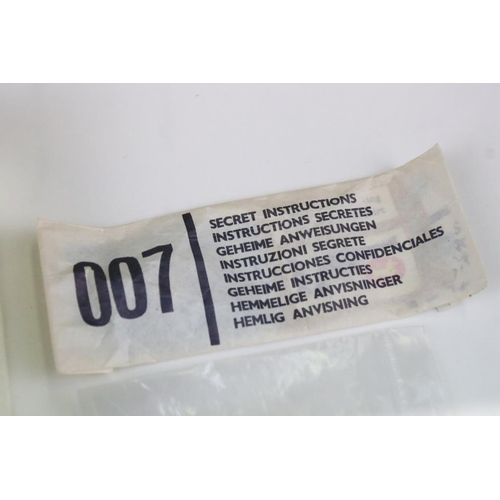 007
SECRET INSTRUCTIONS
INSTRUCTIONS SECRETES
GEHEIME ANWEISUNGEN
INSTRUZIONI SEGRETE
INSTRUCCIONES CONFIDENCIALES
GEHEIME INSTRUCTIES
HEMMELIGE ANVISNINGER
HEMLIG ANVISNING